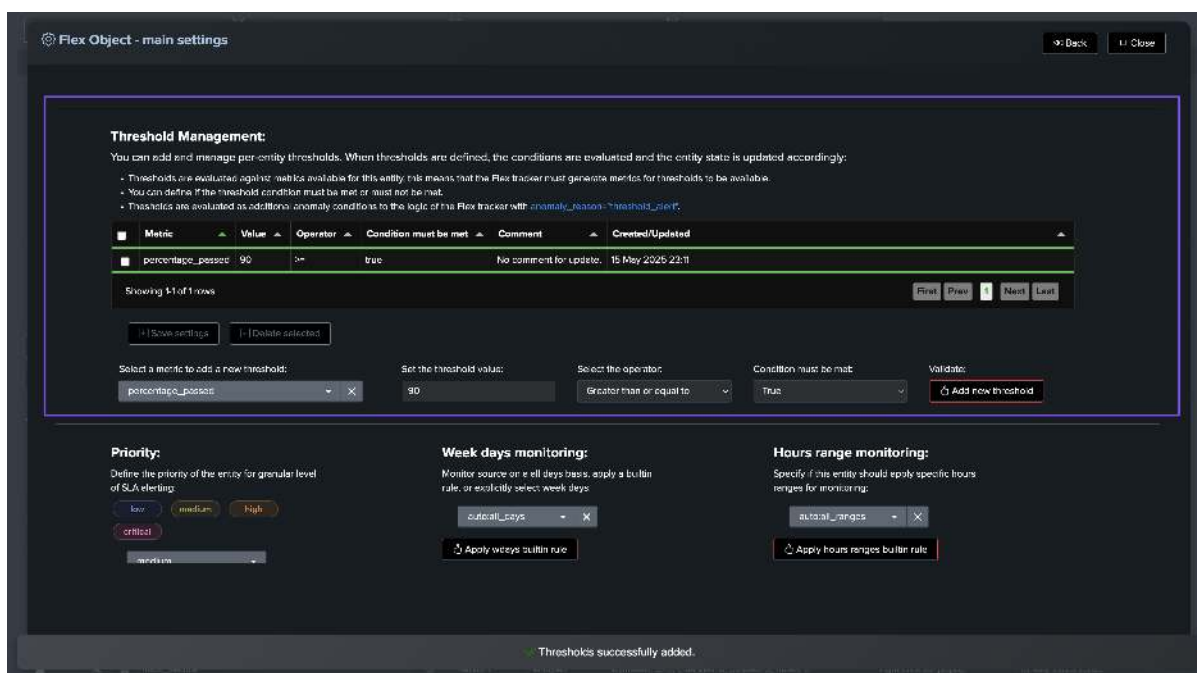 Flex Object - main settings
Back
Close
Threshold Management:
You can add and manage per-entity thresholds. When thresholds are defined, the conditions are evaluated and the entity state is updated accordingly:
• Thresholds are evaluated against metrics available for this entity, this means that the Flex tracker must generate metrics for thresholds to be available.
• You can define if the threshold condition must be met or must not be met.
• Thresholds are evaluated as additional anomaly conditions to the logic of the Flex tracker with anomaly_reason="threshold_alert".
Metric Value Operator Condition must be met Comment Created/Updated
percentage_passed 90 >= true No comment for update. 15 May 2025 23:11
Showing 1-1 of 1 rows
First Prev 1 Next Last
[+] Save settings [-] Delete selected
Select a metric to add a new threshold: Set the threshold value: Select the operator: Condition must be met: Validate:
percentage_passed 90 Greater than or equal to True Add new threshold
Priority: Week days monitoring: Hours range monitoring:
Define the priority of the entity for granular level Monitor source on a all days basis, apply a builtin Specify if this entity should apply specific hours
of SLA alerting: rule, or explicitly select week days ranges for monitoring:
low medium high
critical
auto:all_days auto:all_ranges
Apply wdays builtin rule Apply hours ranges builtin rule
medium
Thresholds successfully added.